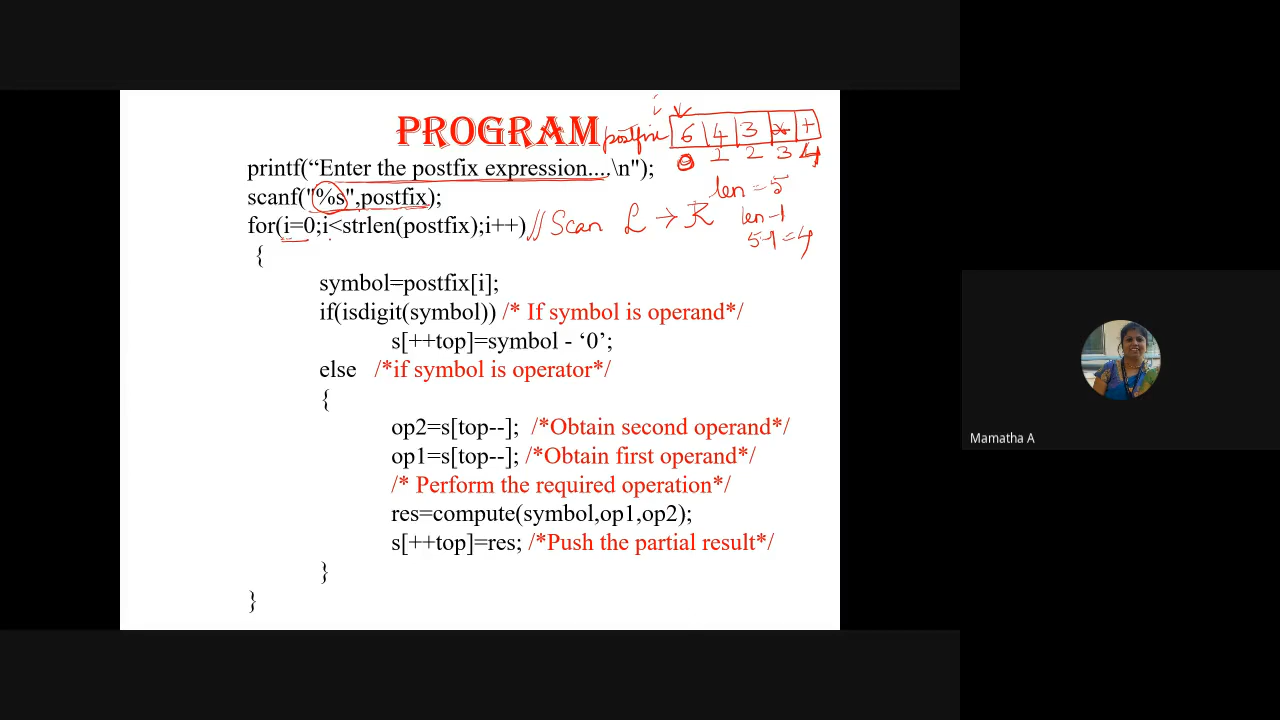 PROGRAM
i
postfix 6 4 3 * +
0 1 2 3 4
printf(“Enter the postfix expression....\n");
scanf("%s",postfix);
len = 5
for(i=0;i<strlen(postfix);i++) // Scan L → R
len - 1
5-1 = 4
{
symbol=postfix[i];
if(isdigit(symbol)) /* If symbol is operand*/
s[++top]=symbol - ‘0’;
else /*if symbol is operator*/
{
op2=s[top--]; /*Obtain second operand*/
op1=s[top--]; /*Obtain first operand*/
/* Perform the required operation*/
res=compute(symbol,op1,op2);
s[++top]=res; /*Push the partial result*/
}
}
Mamatha A